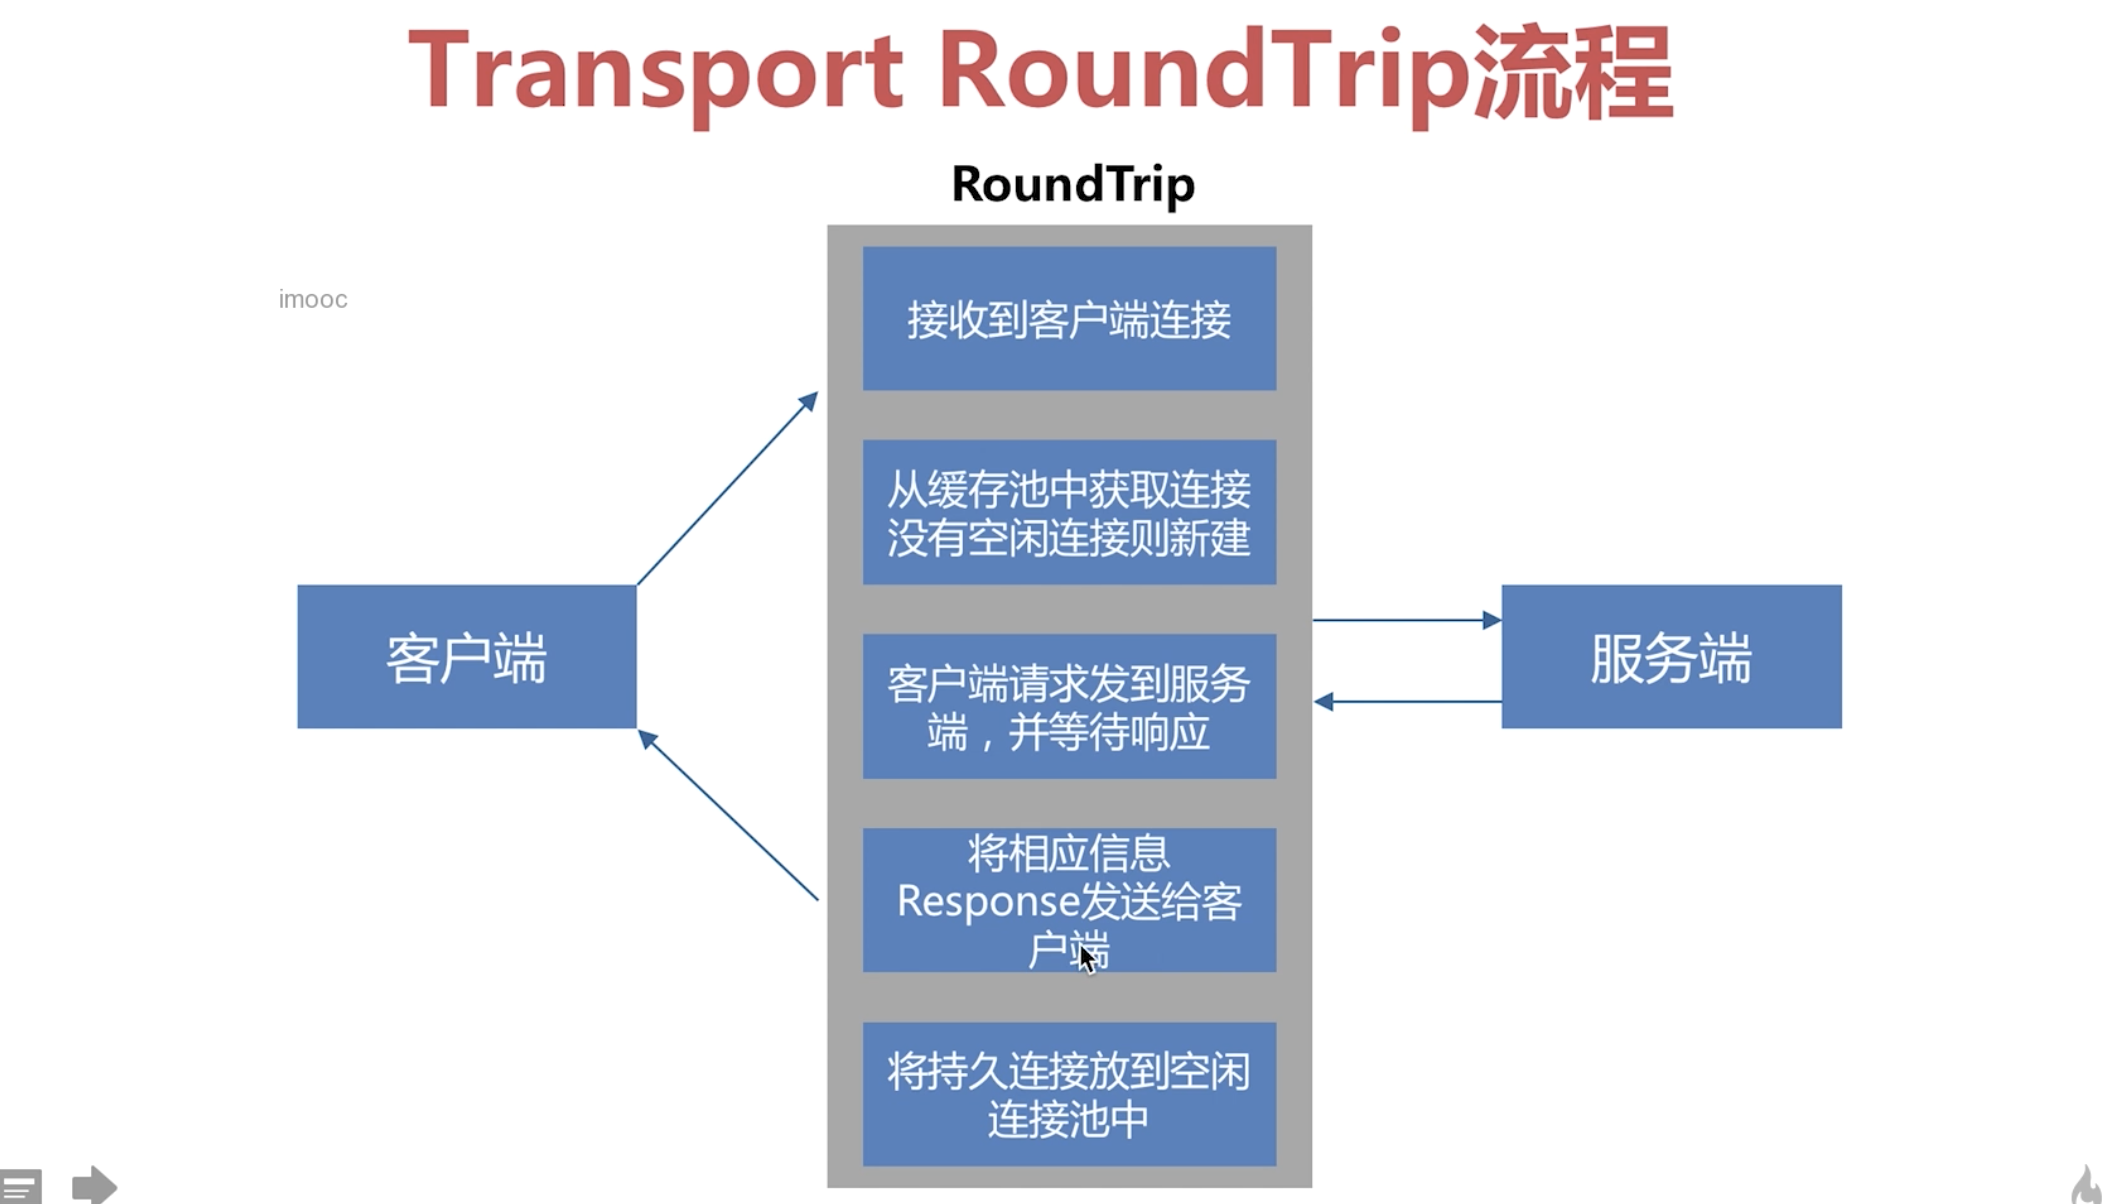 Transport RoundTrip流程
RoundTrip
imooc
接收到客户端连接
从缓存池中获取连接
没有空闲连接则新建
客户端
客户端请求发到服务
端，并等待响应
服务端
将相应信息
Response发送给客
户端
将持久连接放到空闲
连接池中